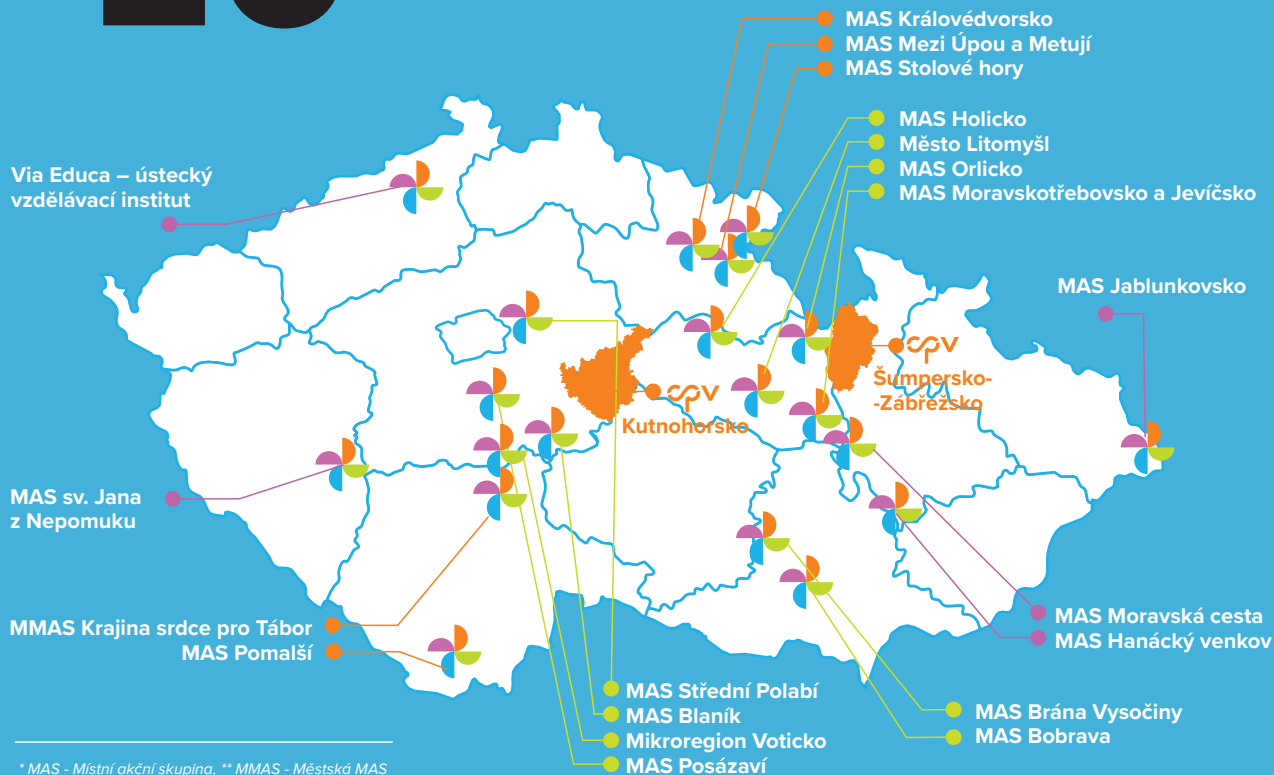 MAS Královédvorsko
MAS Mezi Úpou a Metují
MAS Stolové hory
MAS Holicko
Město Litomyšl
MAS Orlicko
MAS Moravskotřebovsko a Jevíčsko
Via Educa – ústecký
vzdělávací institut
MAS Jablunkovsko
cpv
Šumpersko-
-Zábřežsko
cpv
Kutnohorsko
MAS sv. Jana
z Nepomuku
MMAS Krajina srdce pro Tábor
MAS Pomalší
MAS Moravská cesta
MAS Hanácký venkov
MAS Střední Polabí
MAS Blaník
Mikroregion Voticko
MAS Posázaví
MAS Brána Vysočiny
MAS Bobrava
* MAS - Místní akční skupina, ** MMAS - Městská MAS